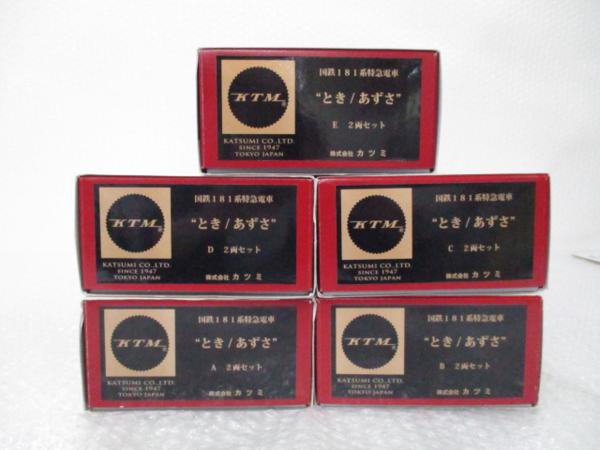 KTM®
KATSUMI CO.,LTD.
SINCE 1947
TOKYO JAPAN
国鉄181系特急電車
“とき/あずさ”
E 2両セット
株式会社 カツミ
KTM®
KATSUMI CO.,LTD.
SINCE 1947
TOKYO JAPAN
国鉄181系特急電車
“とき/あずさ”
D 2両セット
株式会社 カツミ
KTM®
KATSUMI CO.,LTD.
SINCE 1947
TOKYO JAPAN
国鉄181系特急電車
“とき/あずさ”
C 2両セット
株式会社 カツミ
KTM®
KATSUMI CO.,LTD.
SINCE 1947
TOKYO JAPAN
国鉄181系特急電車
“とき/あずさ”
A 2両セット
株式会社 カツミ
KTM®
KATSUMI CO.,LTD.
SINCE 1947
TOKYO JAPAN
国鉄181系特急電車
“とき/あずさ”
B 2両セット
株式会社 カツミ